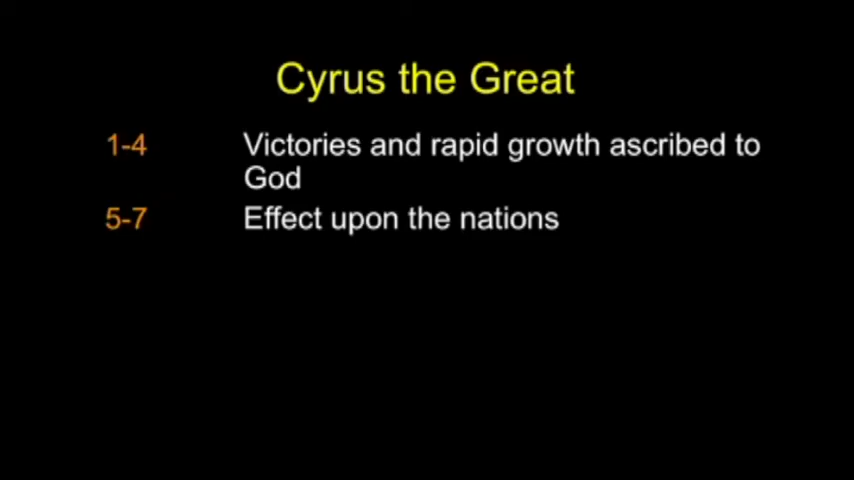 Cyrus the Great
1-4 Victories and rapid growth ascribed to
God
5-7 Effect upon the nations